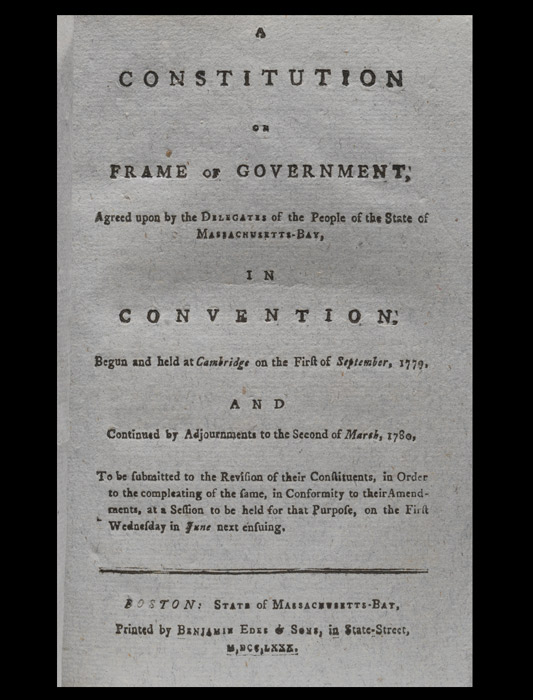 A
CONSTITUTION
OR
FRAME OF GOVERNMENT,
Agreed upon by the DELEGATES of the People of the State of
MASSACHUSETTS-BAY,
IN
CONVENTION,
Begun and held at Cambridge on the Firſt of September, 1779,
AND
Continued by Adjournments to the Second of March, 1780,
To be ſubmitted to the Reviſion of their Conſtituents, in Order
to the compleating of the ſame, in Conformity to their Amend-
ments, at a Seſſion to be held for that Purpoſe, on the Firſt
Wedneſday in June next enſuing.
BOSTON: STATE of MASSACHUSETTS-BAY,
Printed by BENJAMIN EDES & SONS, in State-Street,
M,DCC,LXXX.